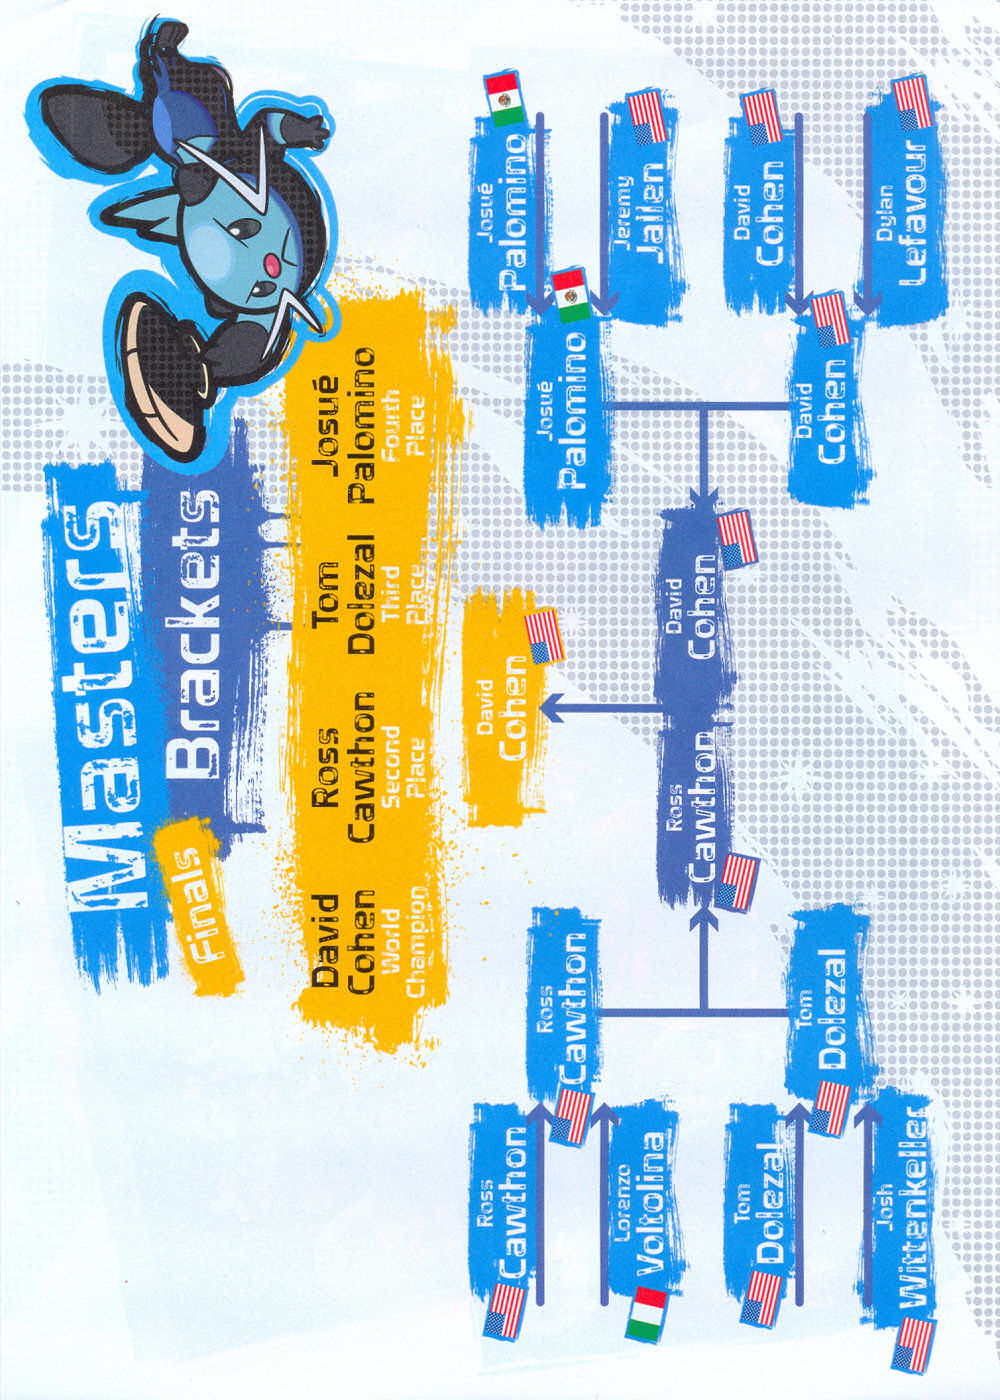 Masters
Finals
Brackets
David Cohen
World Champion
Ross Cawthon
Second Place
Tom Dolezal
Third Place
Josué Palomino
Fourth Place
David
Cohen
Ross
Cawthon
Ross
Cawthon
Lorenzo
Voltolina
Tom
Dolezal
Tom
Dolezal
Josh
Wittenkeller
Ross
Cawthon
David
Cohen
Josué
Palomino
Josué
Palomino
Jeremy
Jallen
David
Cohen
David
Cohen
Dylan
Lefavour